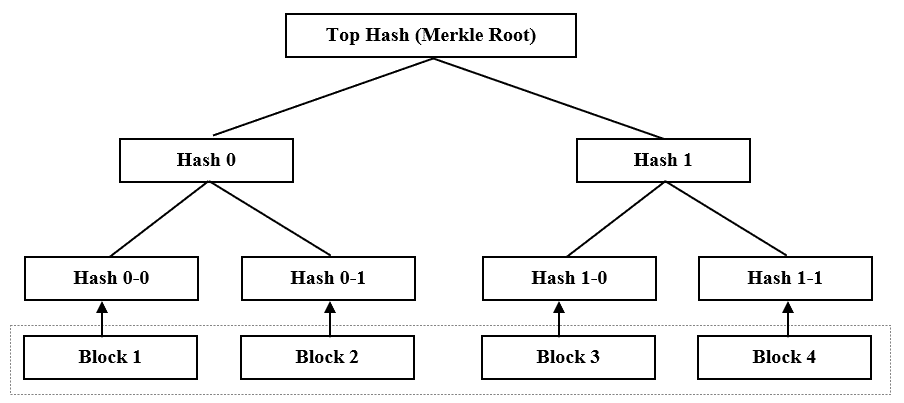 Top Hash (Merkle Root)
Hash 0
Hash 1
Hash 0-0
Hash 0-1
Hash 1-0
Hash 1-1
Block 1
Block 2
Block 3
Block 4